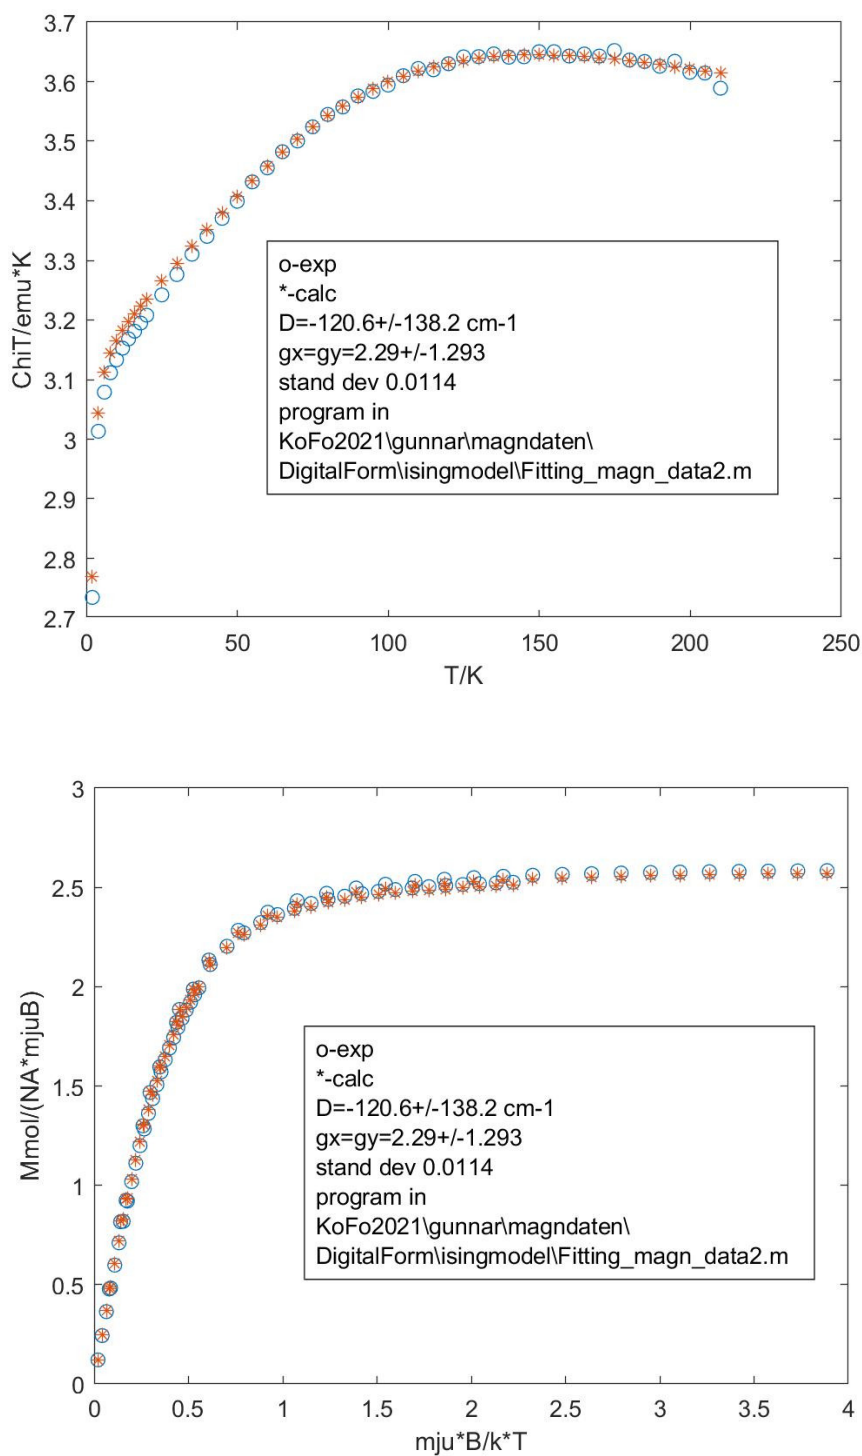 3.7
3.6
3.5
3.4
3.3
3.2
3.1
3
2.9
2.8
2.7
ChiT/emu*K
o-exp
*-calc
D=-120.6+/-138.2 cm-1
gx=gy=2.29+/-1.293
stand dev 0.0114
program in
KoFo2021\gunnar\magndaten\
DigitalForm\isingmodel\Fitting_magn_data2.m
0 50 100 150 200 250
T/K
3
2.5
2
1.5
1
0.5
0
Mmol/(NA*mjuB)
o-exp
*-calc
D=-120.6+/-138.2 cm-1
gx=gy=2.29+/-1.293
stand dev 0.0114
program in
KoFo2021\gunnar\magndaten\
DigitalForm\isingmodel\Fitting_magn_data2.m
0 0.5 1 1.5 2 2.5 3 3.5 4
mju*B/k*T